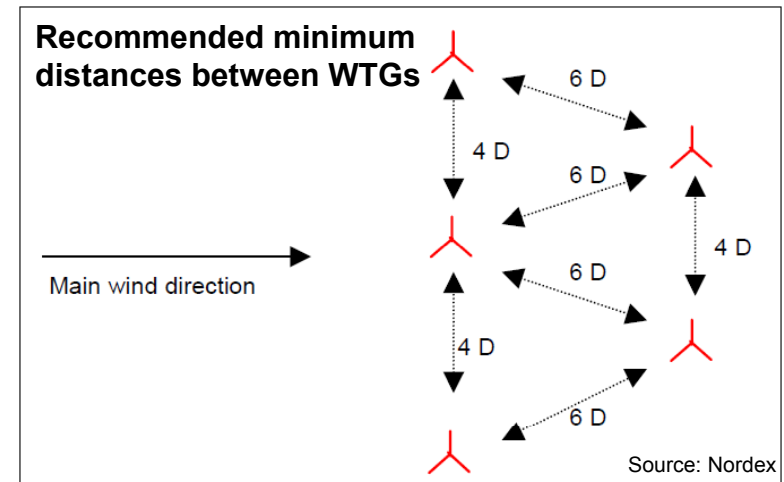 Recommended minimum
distances between WTGs
6 D
4 D
6 D
4 D
Main wind direction
6 D
4 D
6 D
Source: Nordex